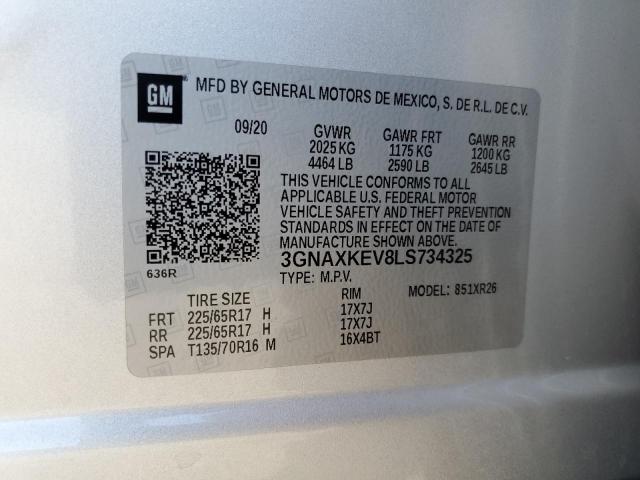 GM ® MFD BY GENERAL MOTORS DE MEXICO, S. DE R.L. DE C.V.
09/20 GVWR GAWR FRT GAWR RR
2025 KG 1175 KG 1200 KG
4464 LB 2590 LB 2645 LB
THIS VEHICLE CONFORMS TO ALL
APPLICABLE U.S. FEDERAL MOTOR
VEHICLE SAFETY AND THEFT PREVENTION
STANDARDS IN EFFECT ON THE DATE OF
MANUFACTURE SHOWN ABOVE.
636R
3GNAXKEV8LS734325
TYPE: M.P.V. MODEL: 851XR26
TIRE SIZE RIM
FRT 225/65R17 H 17X7J
RR 225/65R17 H 17X7J
SPA T135/70R16 M 16X4BT